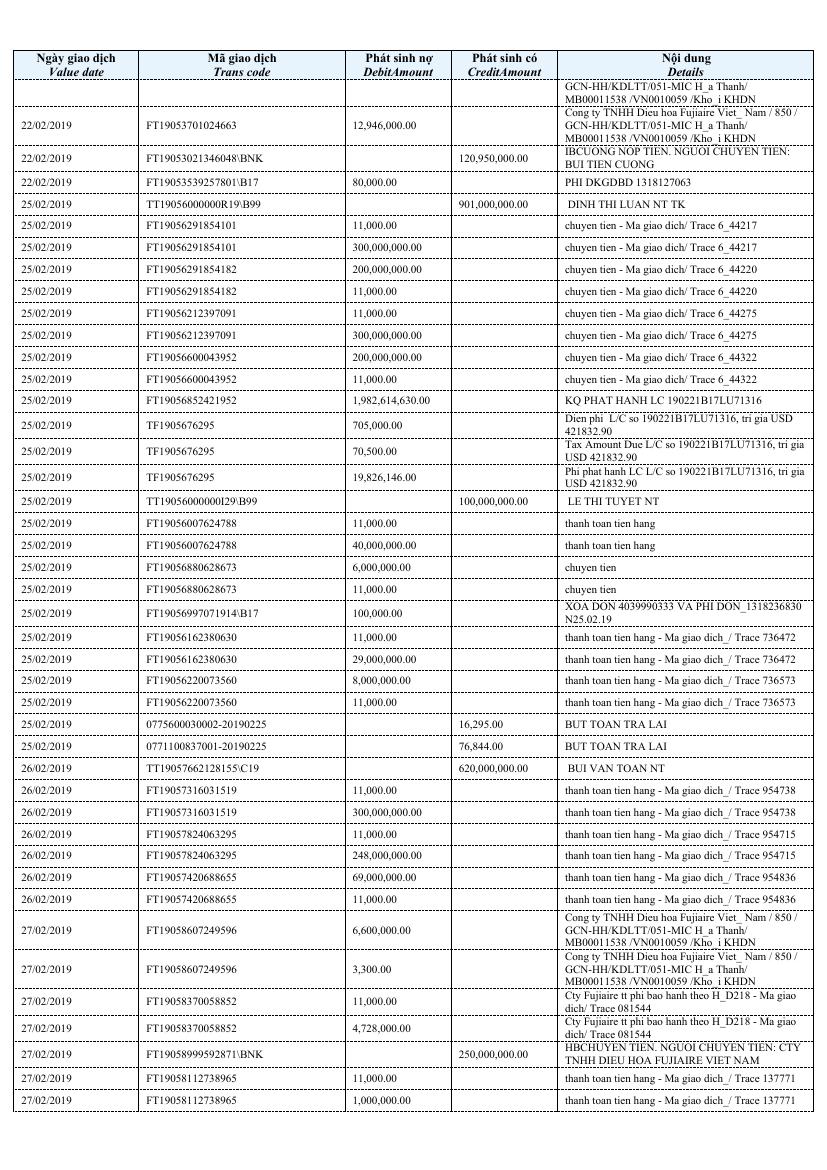 Ngày giao dịch Mã giao dịch Phát sinh nợ Phát sinh có Nội dung
Value date Trans code DebitAmount CreditAmount Details
GCN-HH/KDLTT/051-MIC H_a Thanh/
MB00011538 /VN0010059 /Kho_i KHDN
22/02/2019 FT19053701024663 12,946,000.00 Cong ty TNHH Dieu hoa Fujiaire Viet_ Nam / 850 /
GCN-HH/KDLTT/051-MIC H_a Thanh/
MB00011538 /VN0010059 /Kho_i KHDN
22/02/2019 FT19053021346048\BNK 120,950,000.00 IBCUONG NOP TIEN. NGUOI CHUYEN TIEN:
BUI TIEN CUONG
22/02/2019 FT19053539257801\B17 80,000.00 PHI DKGDBD 1318127063
25/02/2019 TT19056000000R19\B99 901,000,000.00 DINH THI LUAN NT TK
25/02/2019 FT19056291854101 11,000.00 chuyen tien - Ma giao dich/ Trace 6_44217
25/02/2019 FT19056291854101 300,000,000.00 chuyen tien - Ma giao dich/ Trace 6_44217
25/02/2019 FT19056291854182 200,000,000.00 chuyen tien - Ma giao dich/ Trace 6_44220
25/02/2019 FT19056291854182 11,000.00 chuyen tien - Ma giao dich/ Trace 6_44220
25/02/2019 FT19056212397091 11,000.00 chuyen tien - Ma giao dich/ Trace 6_44275
25/02/2019 FT19056212397091 300,000,000.00 chuyen tien - Ma giao dich/ Trace 6_44275
25/02/2019 FT19056600043952 200,000,000.00 chuyen tien - Ma giao dich/ Trace 6_44322
25/02/2019 FT19056600043952 11,000.00 chuyen tien - Ma giao dich/ Trace 6_44322
25/02/2019 FT19056852421952 1,982,614,630.00 KQ PHAT HANH LC 190221B17LU71316
25/02/2019 TF1905676295 705,000.00 Dien phi  L/C so 190221B17LU71316, tri gia USD
421832.90
25/02/2019 TF1905676295 70,500.00 Tax Amount Due L/C so 190221B17LU71316, tri gia
USD 421832.90
25/02/2019 TF1905676295 19,826,146.00 Phi phat hanh LC L/C so 190221B17LU71316, tri gia
USD 421832.90
25/02/2019 TT19056000000I29\B99 100,000,000.00 LE THI TUYET NT
25/02/2019 FT19056007624788 11,000.00 thanh toan tien hang
25/02/2019 FT19056007624788 40,000,000.00 thanh toan tien hang
25/02/2019 FT19056880628673 6,000,000.00 chuyen tien
25/02/2019 FT19056880628673 11,000.00 chuyen tien
25/02/2019 FT19056997071914\B17 100,000.00 XOA DON 4039990333 VA PHI DON_1318236830
N25.02.19
25/02/2019 FT19056162380630 11,000.00 thanh toan tien hang - Ma giao dich_/ Trace 736472
25/02/2019 FT19056162380630 29,000,000.00 thanh toan tien hang - Ma giao dich_/ Trace 736472
25/02/2019 FT19056220073560 8,000,000.00 thanh toan tien hang - Ma giao dich_/ Trace 736573
25/02/2019 FT19056220073560 11,000.00 thanh toan tien hang - Ma giao dich_/ Trace 736573
25/02/2019 0775600030002-20190225 16,295.00 BUT TOAN TRA LAI
25/02/2019 0771100837001-20190225 76,844.00 BUT TOAN TRA LAI
26/02/2019 TT19057662128155\C19 620,000,000.00 BUI VAN TOAN NT
26/02/2019 FT19057316031519 11,000.00 thanh toan tien hang - Ma giao dich_/ Trace 954738
26/02/2019 FT19057316031519 300,000,000.00 thanh toan tien hang - Ma giao dich_/ Trace 954738
26/02/2019 FT19057824063295 11,000.00 thanh toan tien hang - Ma giao dich_/ Trace 954715
26/02/2019 FT19057824063295 248,000,000.00 thanh toan tien hang - Ma giao dich_/ Trace 954715
26/02/2019 FT19057420688655 69,000,000.00 thanh toan tien hang - Ma giao dich_/ Trace 954836
26/02/2019 FT19057420688655 11,000.00 thanh toan tien hang - Ma giao dich_/ Trace 954836
27/02/2019 FT19058607249596 6,600,000.00 Cong ty TNHH Dieu hoa Fujiaire Viet_ Nam / 850 /
GCN-HH/KDLTT/051-MIC H_a Thanh/
MB00011538 /VN0010059 /Kho_i KHDN
27/02/2019 FT19058607249596 3,300.00 Cong ty TNHH Dieu hoa Fujiaire Viet_ Nam / 850 /
GCN-HH/KDLTT/051-MIC H_a Thanh/
MB00011538 /VN0010059 /Kho_i KHDN
27/02/2019 FT19058370058852 11,000.00 Cty Fujiaire tt phi bao hanh theo H_D218 - Ma giao
dich/ Trace 081544
27/02/2019 FT19058370058852 4,728,000.00 Cty Fujiaire tt phi bao hanh theo H_D218 - Ma giao
dich/ Trace 081544
27/02/2019 FT19058999592871\BNK 250,000,000.00 HBCHUYEN TIEN. NGUOI CHUYEN TIEN: CTY
TNHH DIEU HOA FUJIAIRE VIET NAM
27/02/2019 FT19058112738965 11,000.00 thanh toan tien hang - Ma giao dich_/ Trace 137771
27/02/2019 FT19058112738965 1,000,000.00 thanh toan tien hang - Ma giao dich_/ Trace 137771